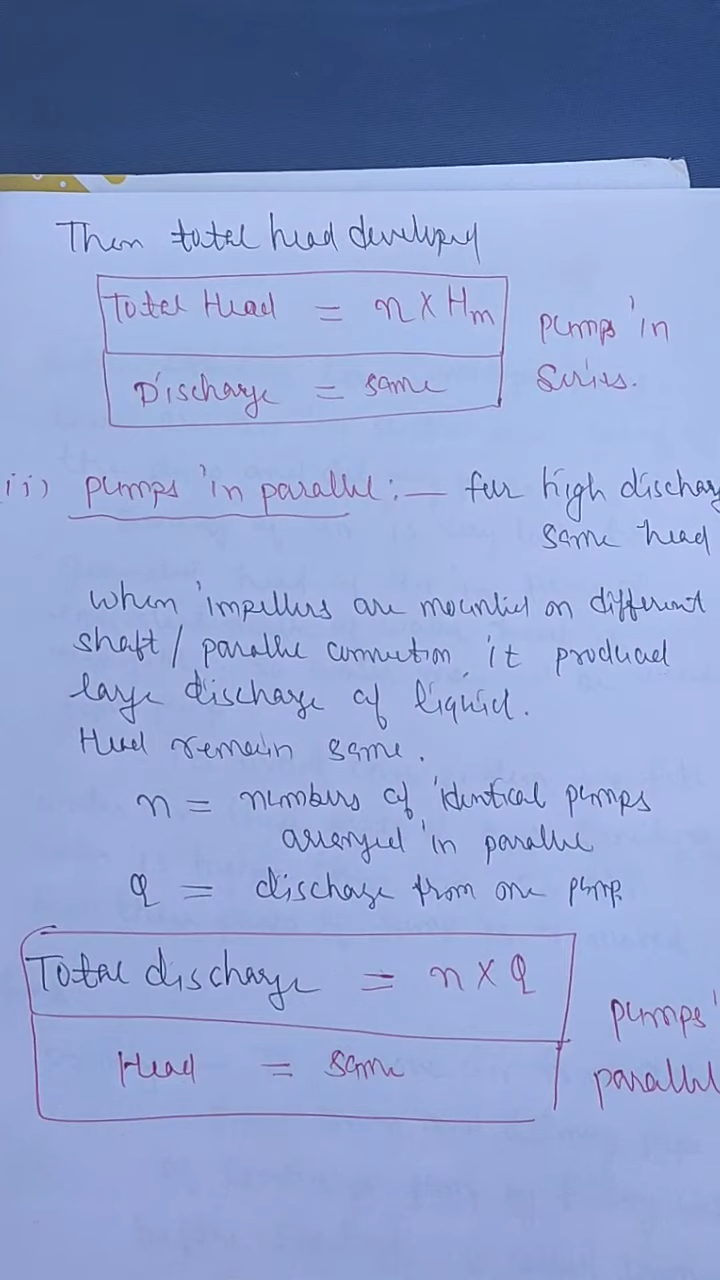 Then total head developed
Total Head = n × Hm
pumps in
Discharge = same
Series.
ii) pumps in parallel :— for high discharg
same head
when impellers are mounted on different
shaft / parallel connection, it produced
large discharge of liquid.
Head remain same.
n = numbers of identical pumps
arranged in parallel
Q = discharge from one pump.
Total discharge = n × Q
pumps
Head = same
parallel